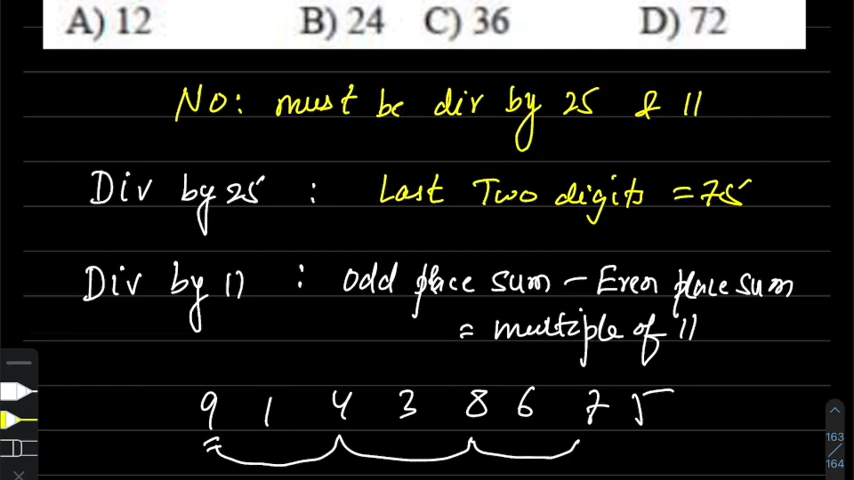 A) 12 B) 24 C) 36 D) 72
NO: must be div by 25 & 11
Div by 25 : Last Two digits = 75
Div by 11 : odd place sum - Even place sum
= multiple of 11
9 1 4 3 8 6 7 5
163
/
164